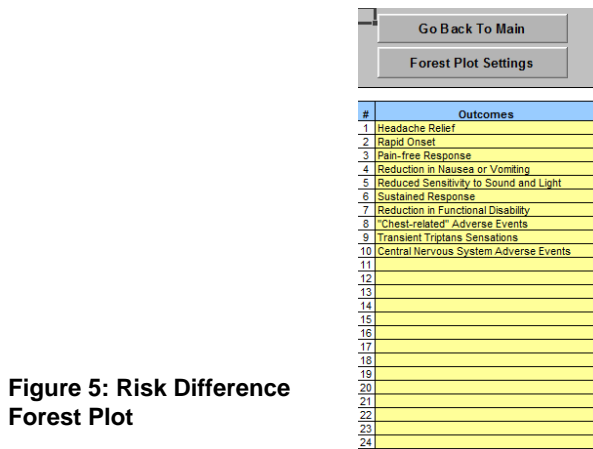 Go Back To Main
Forest Plot Settings
# Outcomes
1 Headache Relief
2 Rapid Onset
3 Pain-free Response
4 Reduction in Nausea or Vomiting
5 Reduced Sensitivity to Sound and Light
6 Sustained Response
7 Reduction in Functional Disability
8 "Chest-related" Adverse Events
9 Transient Triptans Sensations
10 Central Nervous System Adverse Events
11
12
13
14
15
16
17
18
19
20
21
22
23
24
Figure 5: Risk Difference
Forest Plot